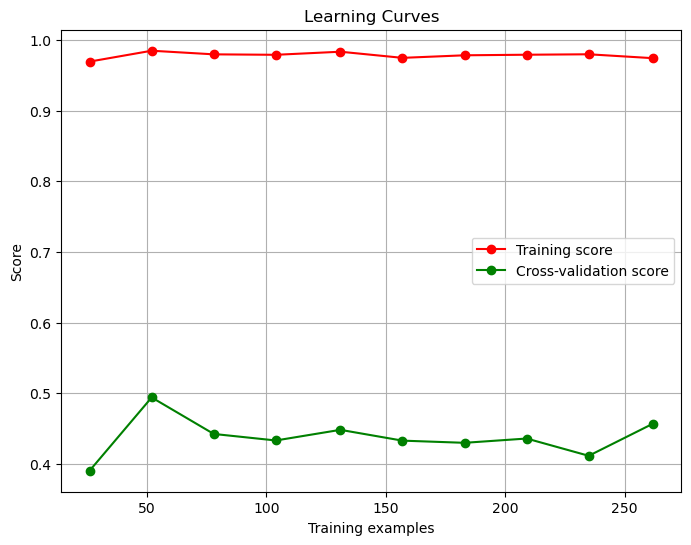 Learning Curves
1.0
0.9
0.8
0.7
0.6
0.5
0.4
Score
Training score
Cross-validation score
50
100
150
200
250
Training examples